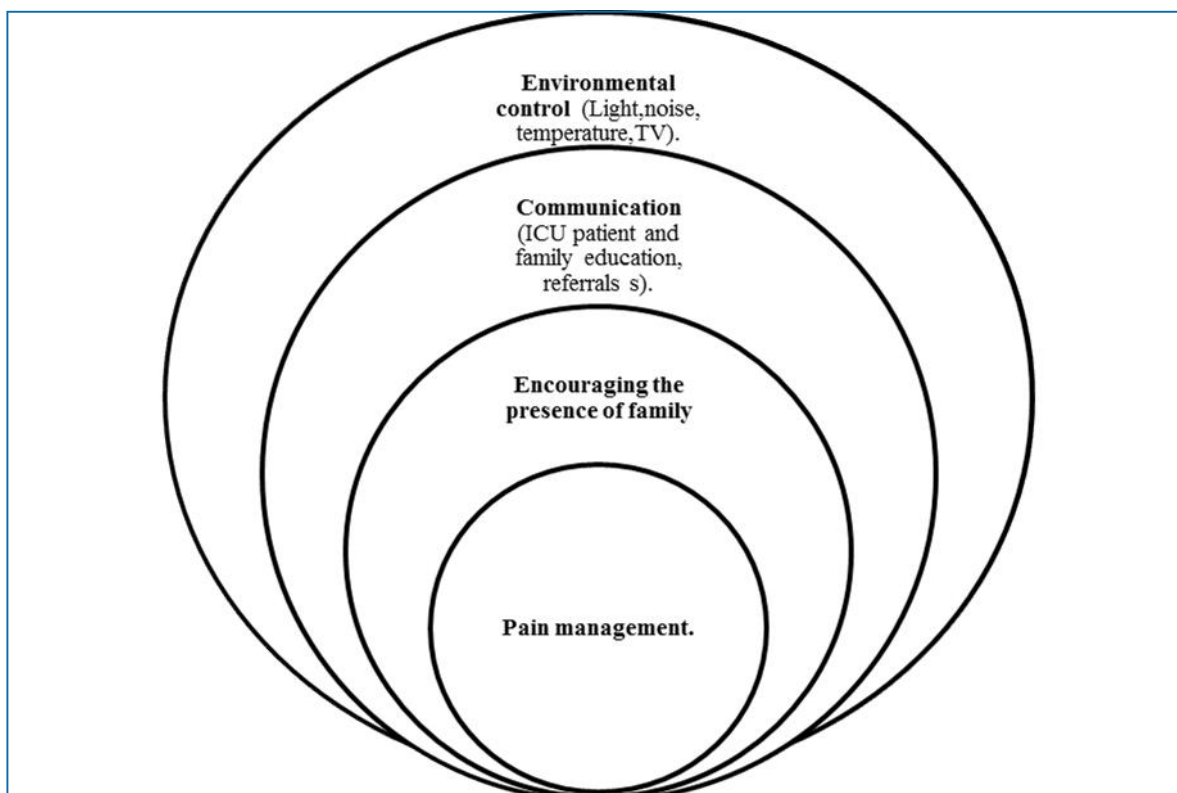 Environmental
control (Light,noise,
temperature,TV).
Communication
(ICU patient and
family education,
referrals s).
Encouraging the
presence of family
Pain management.